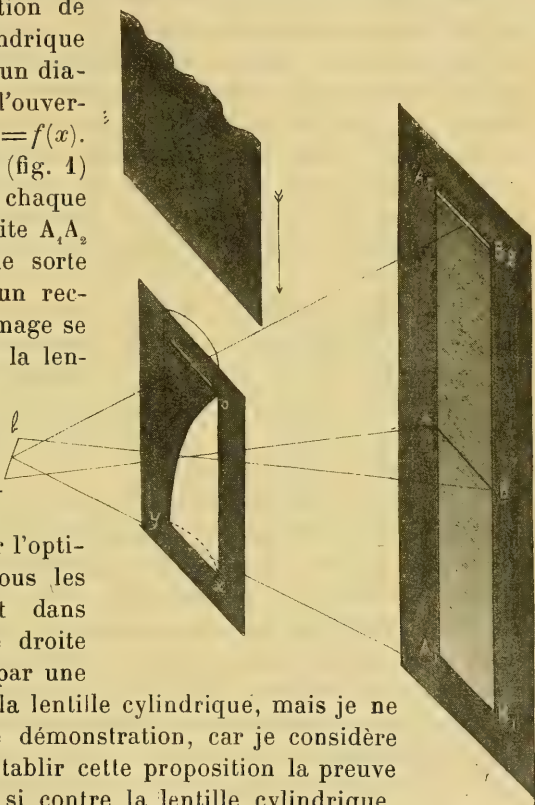 tion de
ndrique
un dia-
l'ouver-
=f(x).
(fig. 1)
chaque
ite A₁A₂
e sorte
un rec-
mage se
la len-
b
y
r l'opti-
ous les
t dans
e droite
par une
la lentille cylindrique, mais je ne
démonstration, car je considère
tablir cette proposition la preuve
si contre la lentille cylindrique